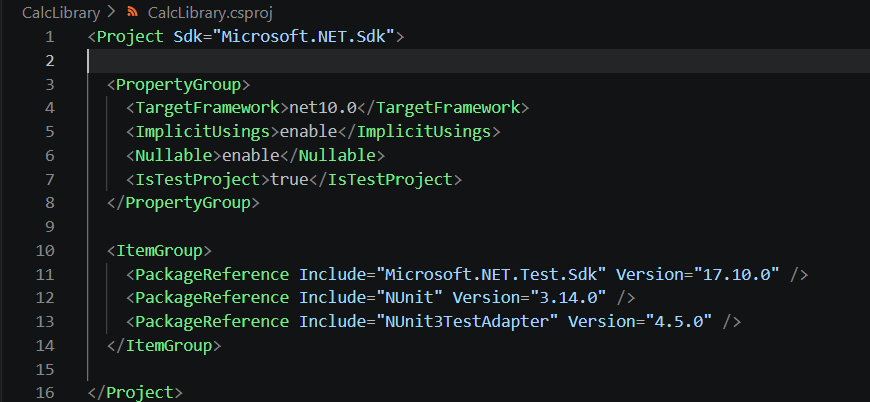 CalcLibrary > CalcLibrary.csproj
1 <Project Sdk="Microsoft.NET.Sdk">
2
3 <PropertyGroup>
4 <TargetFramework>net10.0</TargetFramework>
5 <ImplicitUsings>enable</ImplicitUsings>
6 <Nullable>enable</Nullable>
7 <IsTestProject>true</IsTestProject>
8 </PropertyGroup>
9
10 <ItemGroup>
11 <PackageReference Include="Microsoft.NET.Test.Sdk" Version="17.10.0" />
12 <PackageReference Include="NUnit" Version="3.14.0" />
13 <PackageReference Include="NUnit3TestAdapter" Version="4.5.0" />
14 </ItemGroup>
15
16 </Project>